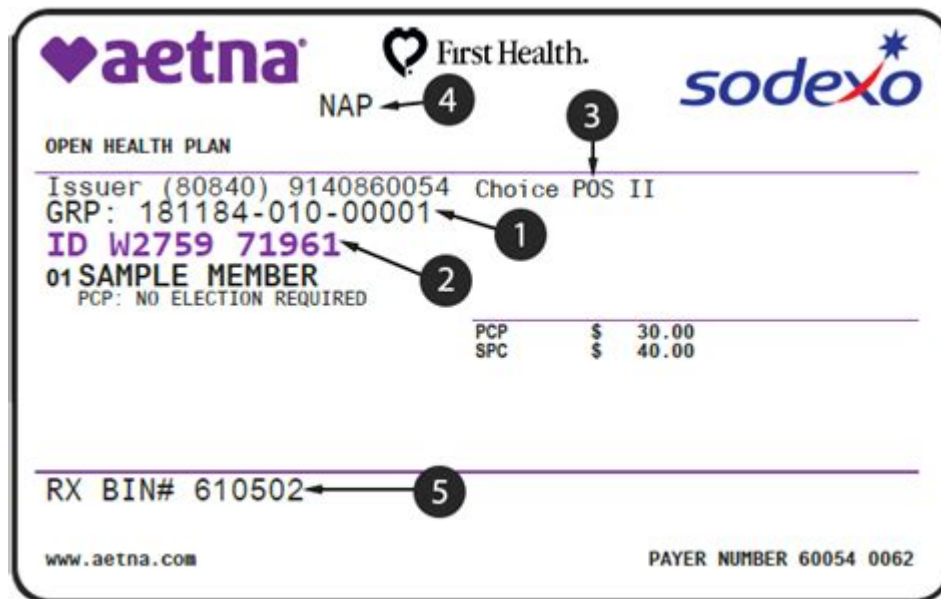 aetna
First Health.
sodexo
NAP
4
3
OPEN HEALTH PLAN
Issuer (80840) 9140860054
Choice POS II
GRP: 181184-010-00001
1
ID W2759 71961
2
01 SAMPLE MEMBER
PCP: NO ELECTION REQUIRED
PCP $ 30.00
SPC $ 40.00
RX BIN# 610502
5
www.aetna.com
PAYER NUMBER 60054 0062